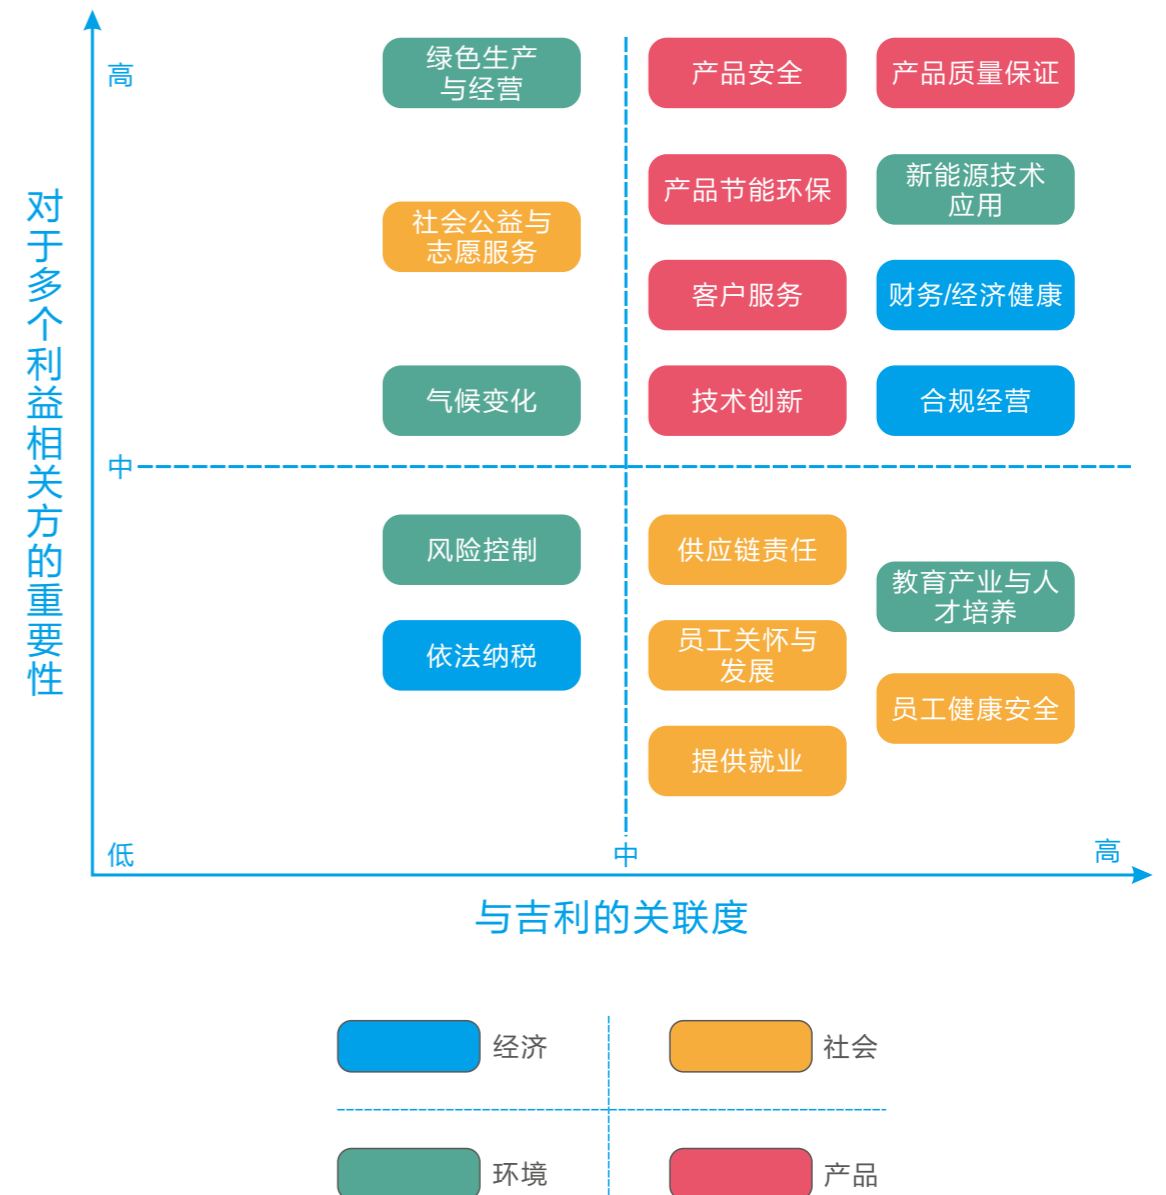 高
绿色生产
与经营
产品安全
产品质量保证
产品节能环保
新能源技术
应用
社会公益与
志愿服务
客户服务
财务/经济健康
气候变化
技术创新
合规经营
对于多个利益相关方的重要性
中
风险控制
供应链责任
教育产业与人
才培养
依法纳税
员工关怀与
发展
员工健康安全
提供就业
低
中
高
与吉利的关联度
经济
社会
环境
产品